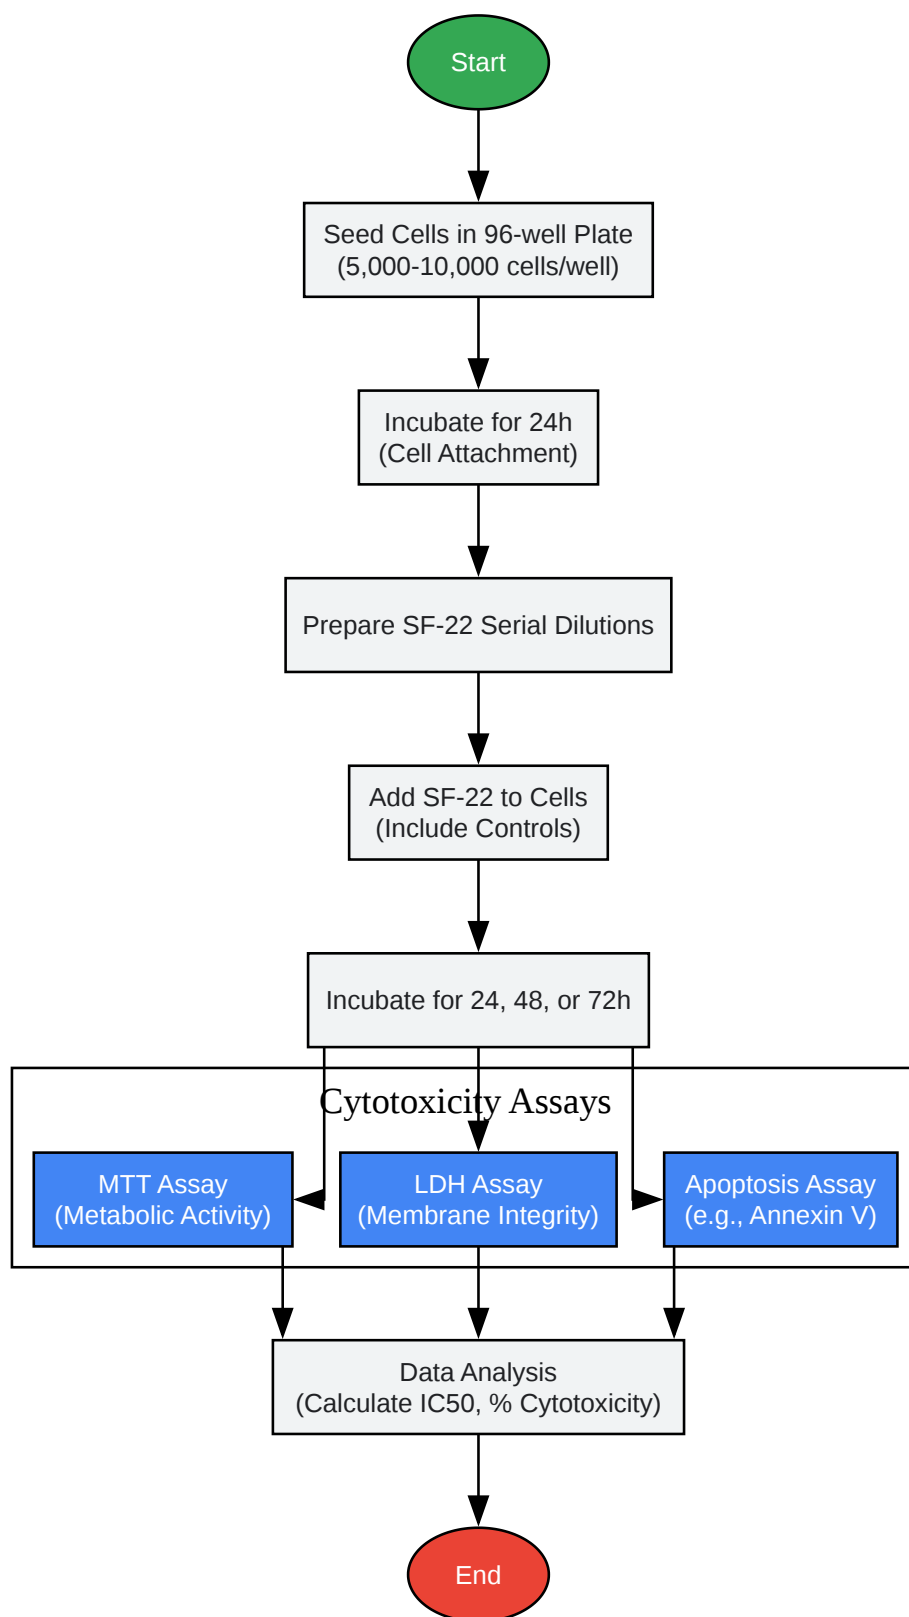 Start
Seed Cells in 96-well Plate
(5,000-10,000 cells/well)
Incubate for 24h
(Cell Attachment)
Prepare SF-22 Serial Dilutions
Add SF-22 to Cells
(Include Controls)
Incubate for 24, 48, or 72h
Cytotoxicity Assays
MTT Assay
(Metabolic Activity)
LDH Assay
(Membrane Integrity)
Apoptosis Assay
(e.g., Annexin V)
Data Analysis
(Calculate IC50, % Cytotoxicity)
End